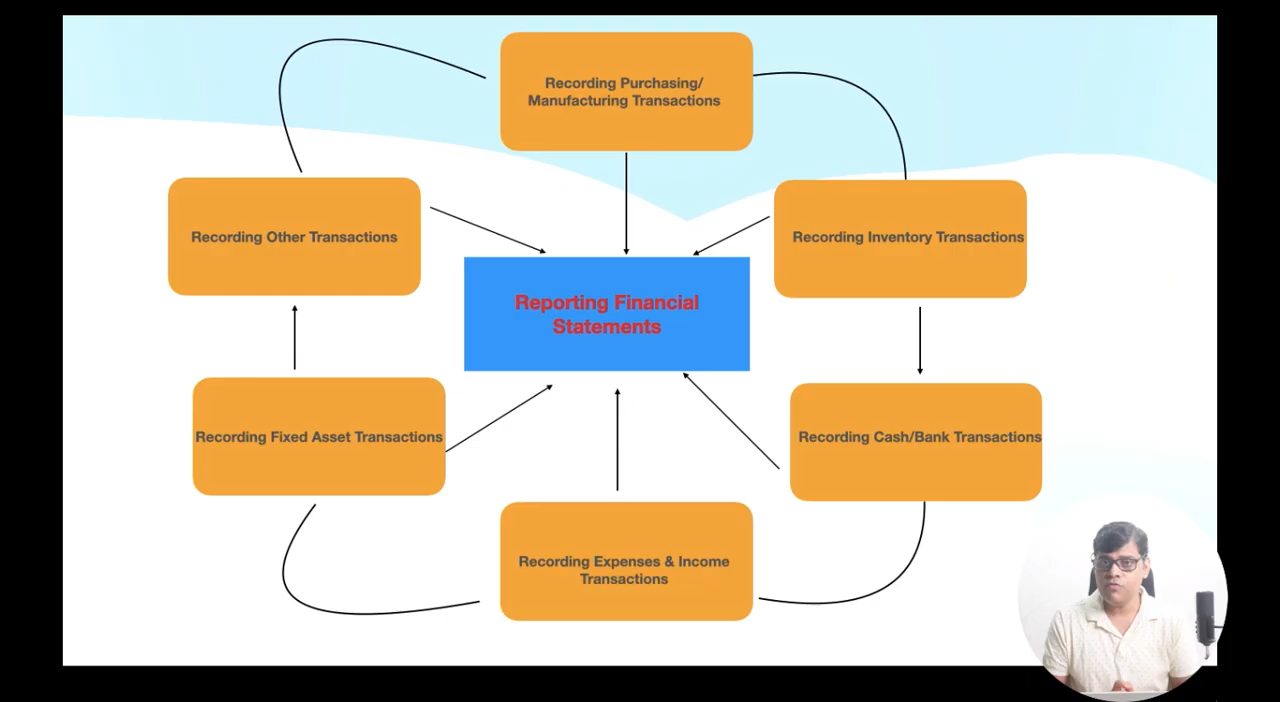 Recording Purchasing/
Manufacturing Transactions
Recording Other Transactions
Recording Inventory Transactions
Reporting Financial
Statements
Recording Fixed Asset Transactions
Recording Cash/Bank Transactions
Recording Expenses & Income
Transactions